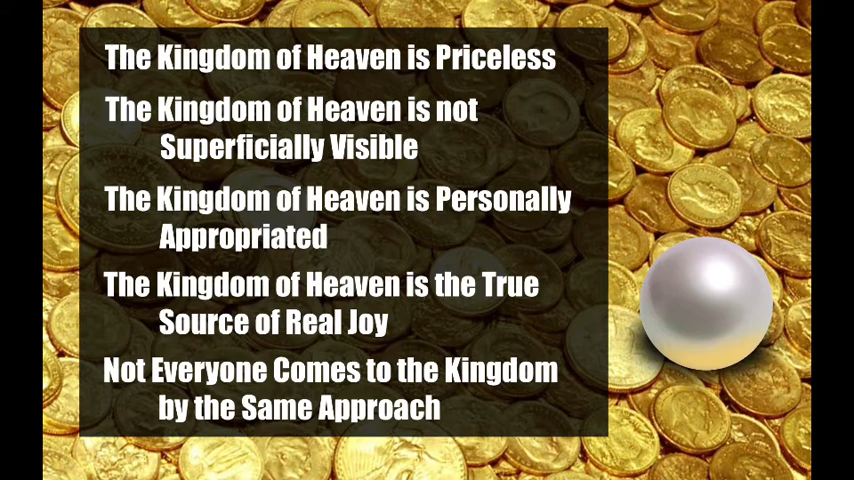 The Kingdom of Heaven is Priceless
The Kingdom of Heaven is not
Superficially Visible
The Kingdom of Heaven is Personally
Appropriated
The Kingdom of Heaven is the True
Source of Real Joy
Not Everyone Comes to the Kingdom
by the Same Approach